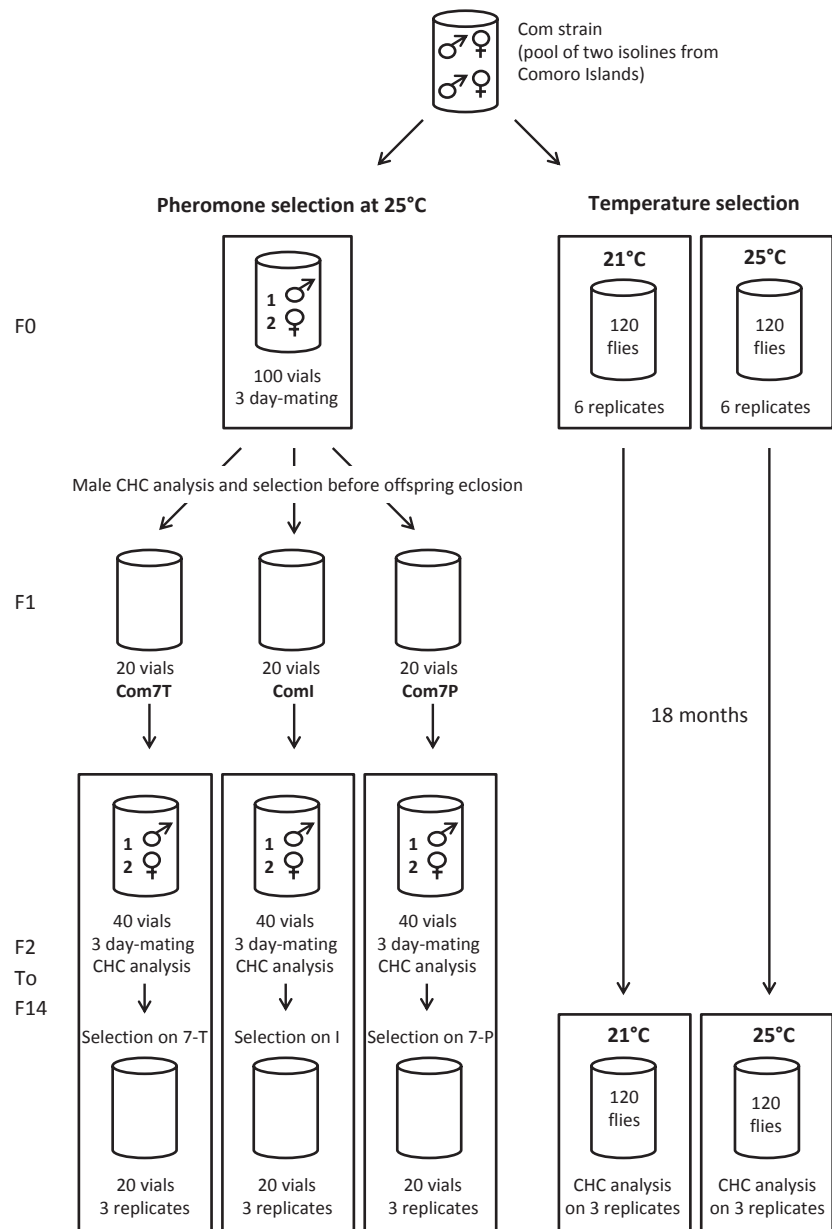 Com strain
(pool of two isolines from
Comoro Islands)
Pheromone selection at 25°C
Temperature selection
F0
1
2
100 vials
3 day-mating
21°C
120
flies
6 replicates
25°C
120
flies
6 replicates
Male CHC analysis and selection before offspring eclosion
F1
20 vials
Com7T
20 vials
ComI
20 vials
Com7P
18 months
F2
To
F14
1
2
40 vials
3 day-mating
CHC analysis
Selection on 7-T
20 vials
3 replicates
1
2
40 vials
3 day-mating
CHC analysis
Selection on I
20 vials
3 replicates
1
2
40 vials
3 day-mating
CHC analysis
Selection on 7-P
20 vials
3 replicates
21°C
120
flies
CHC analysis
on 3 replicates
25°C
120
flies
CHC analysis
on 3 replicates